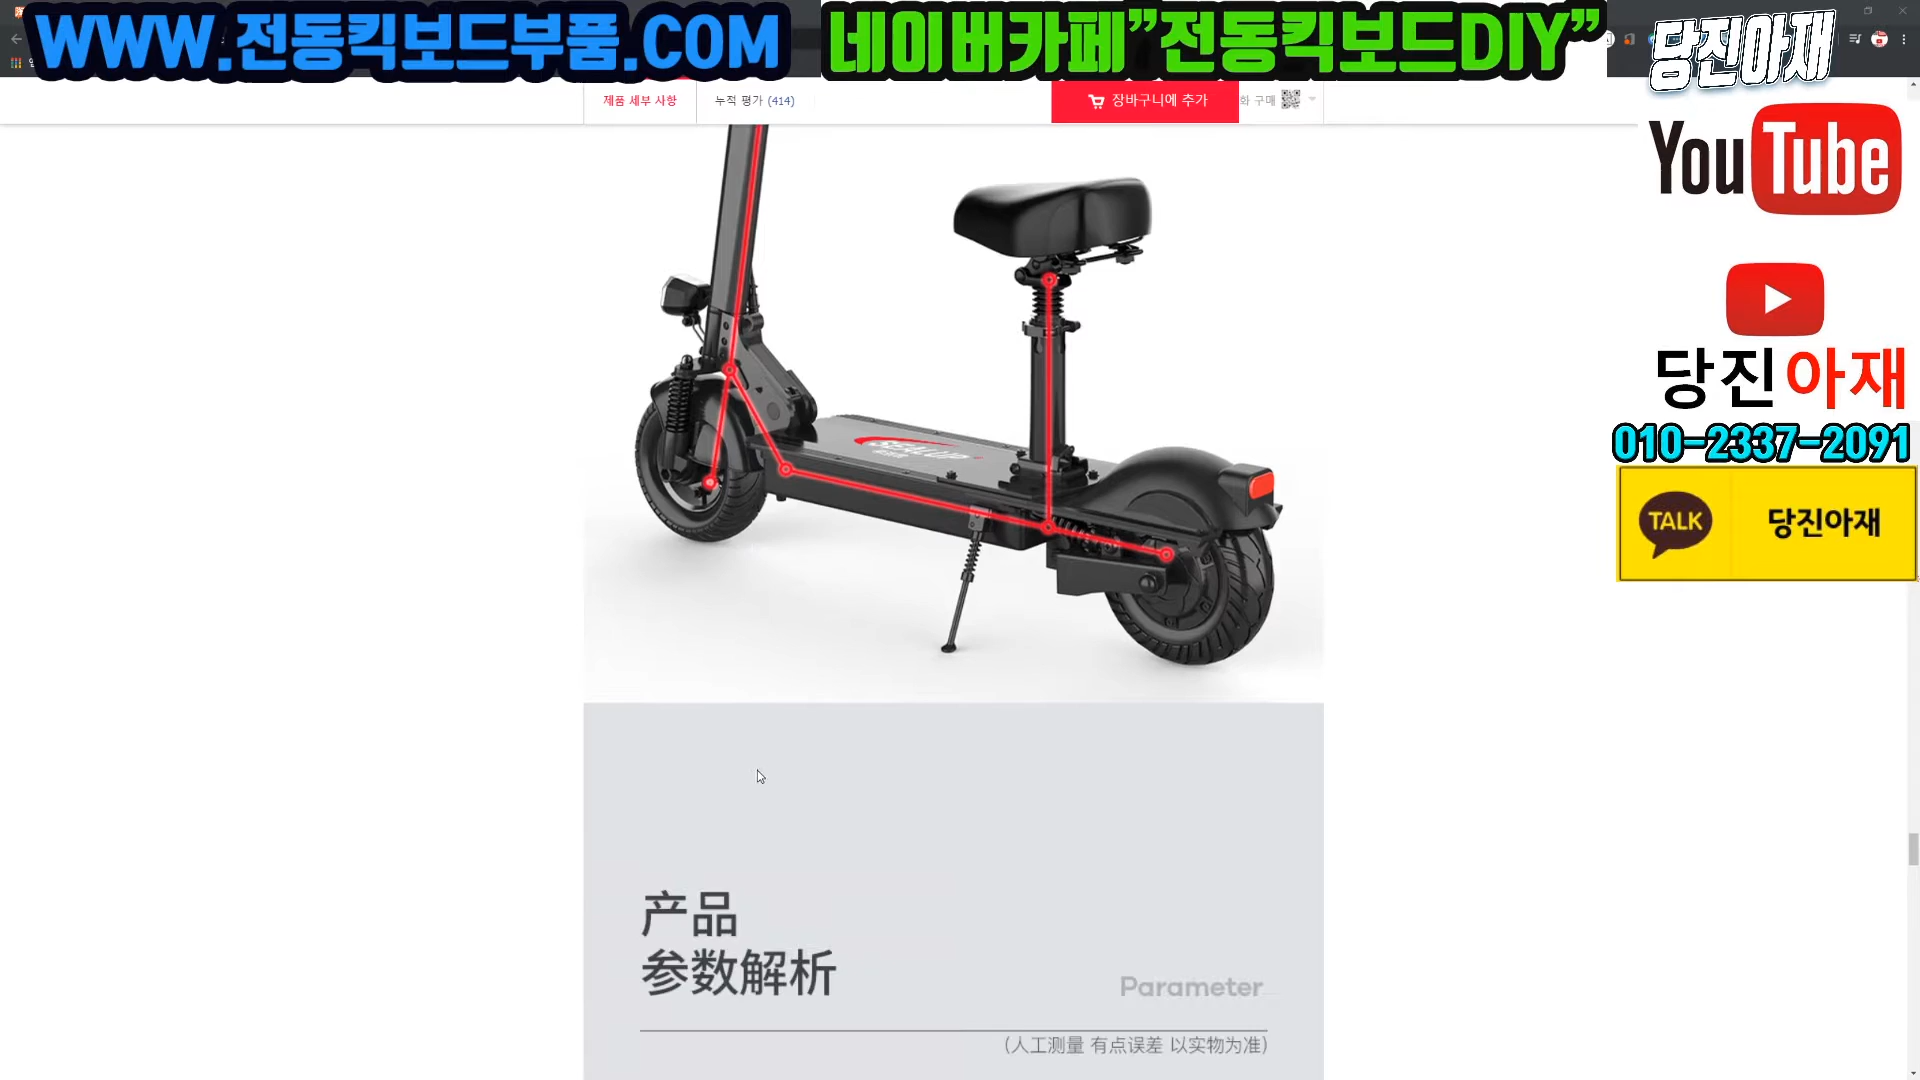 WWW.전동킥보드부품.COM
네이버카페”전동킥보드DIY”
당진아재
제품 세부 사항
누적 평가 (414)
장바구니에 추가
화 구매
YouTube
당진아재
010-2337-2091
TALK
당진아재
SEALUP
产品
参数解析
Parameter
(人工测量 有点误差 以实物为准)